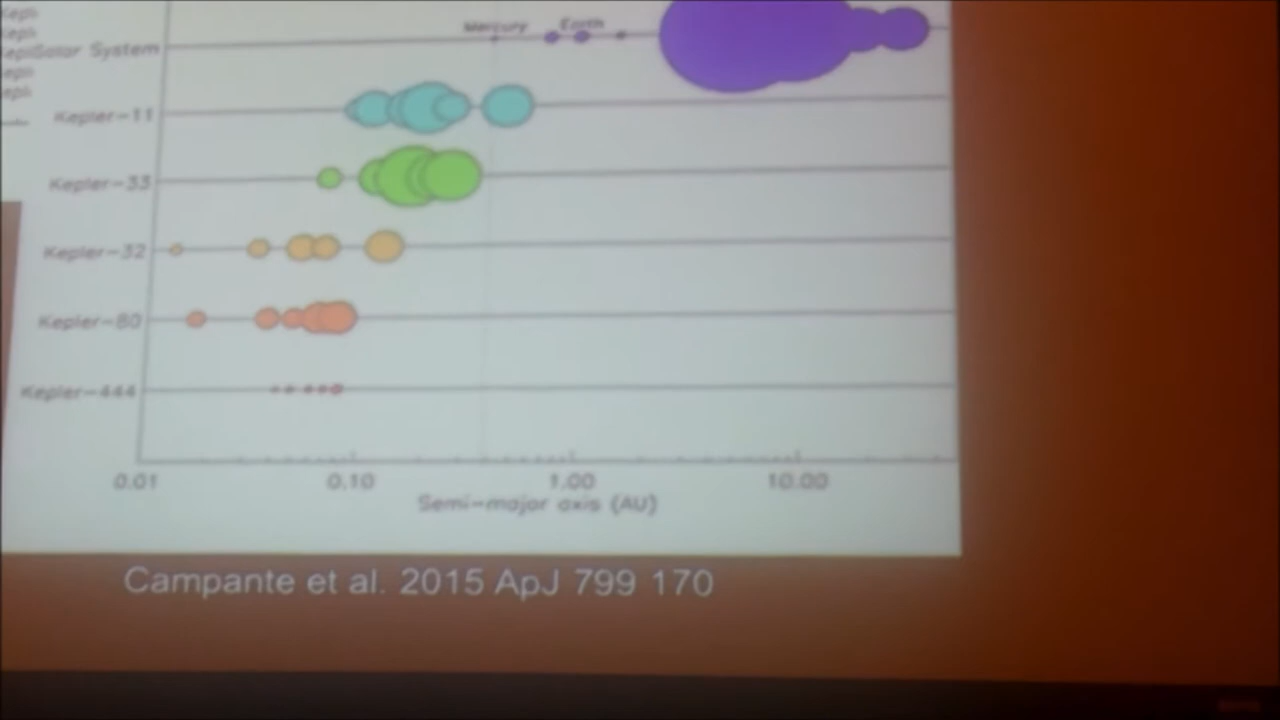 Mercury Earth
Solar System
Kepler-11
Kepler-33
Kepler-32
Kepler-80
Kepler-444
0.01 0.10 1.00 10.00
Semi-major axis (AU)
Campante et al. 2015 ApJ 799 170